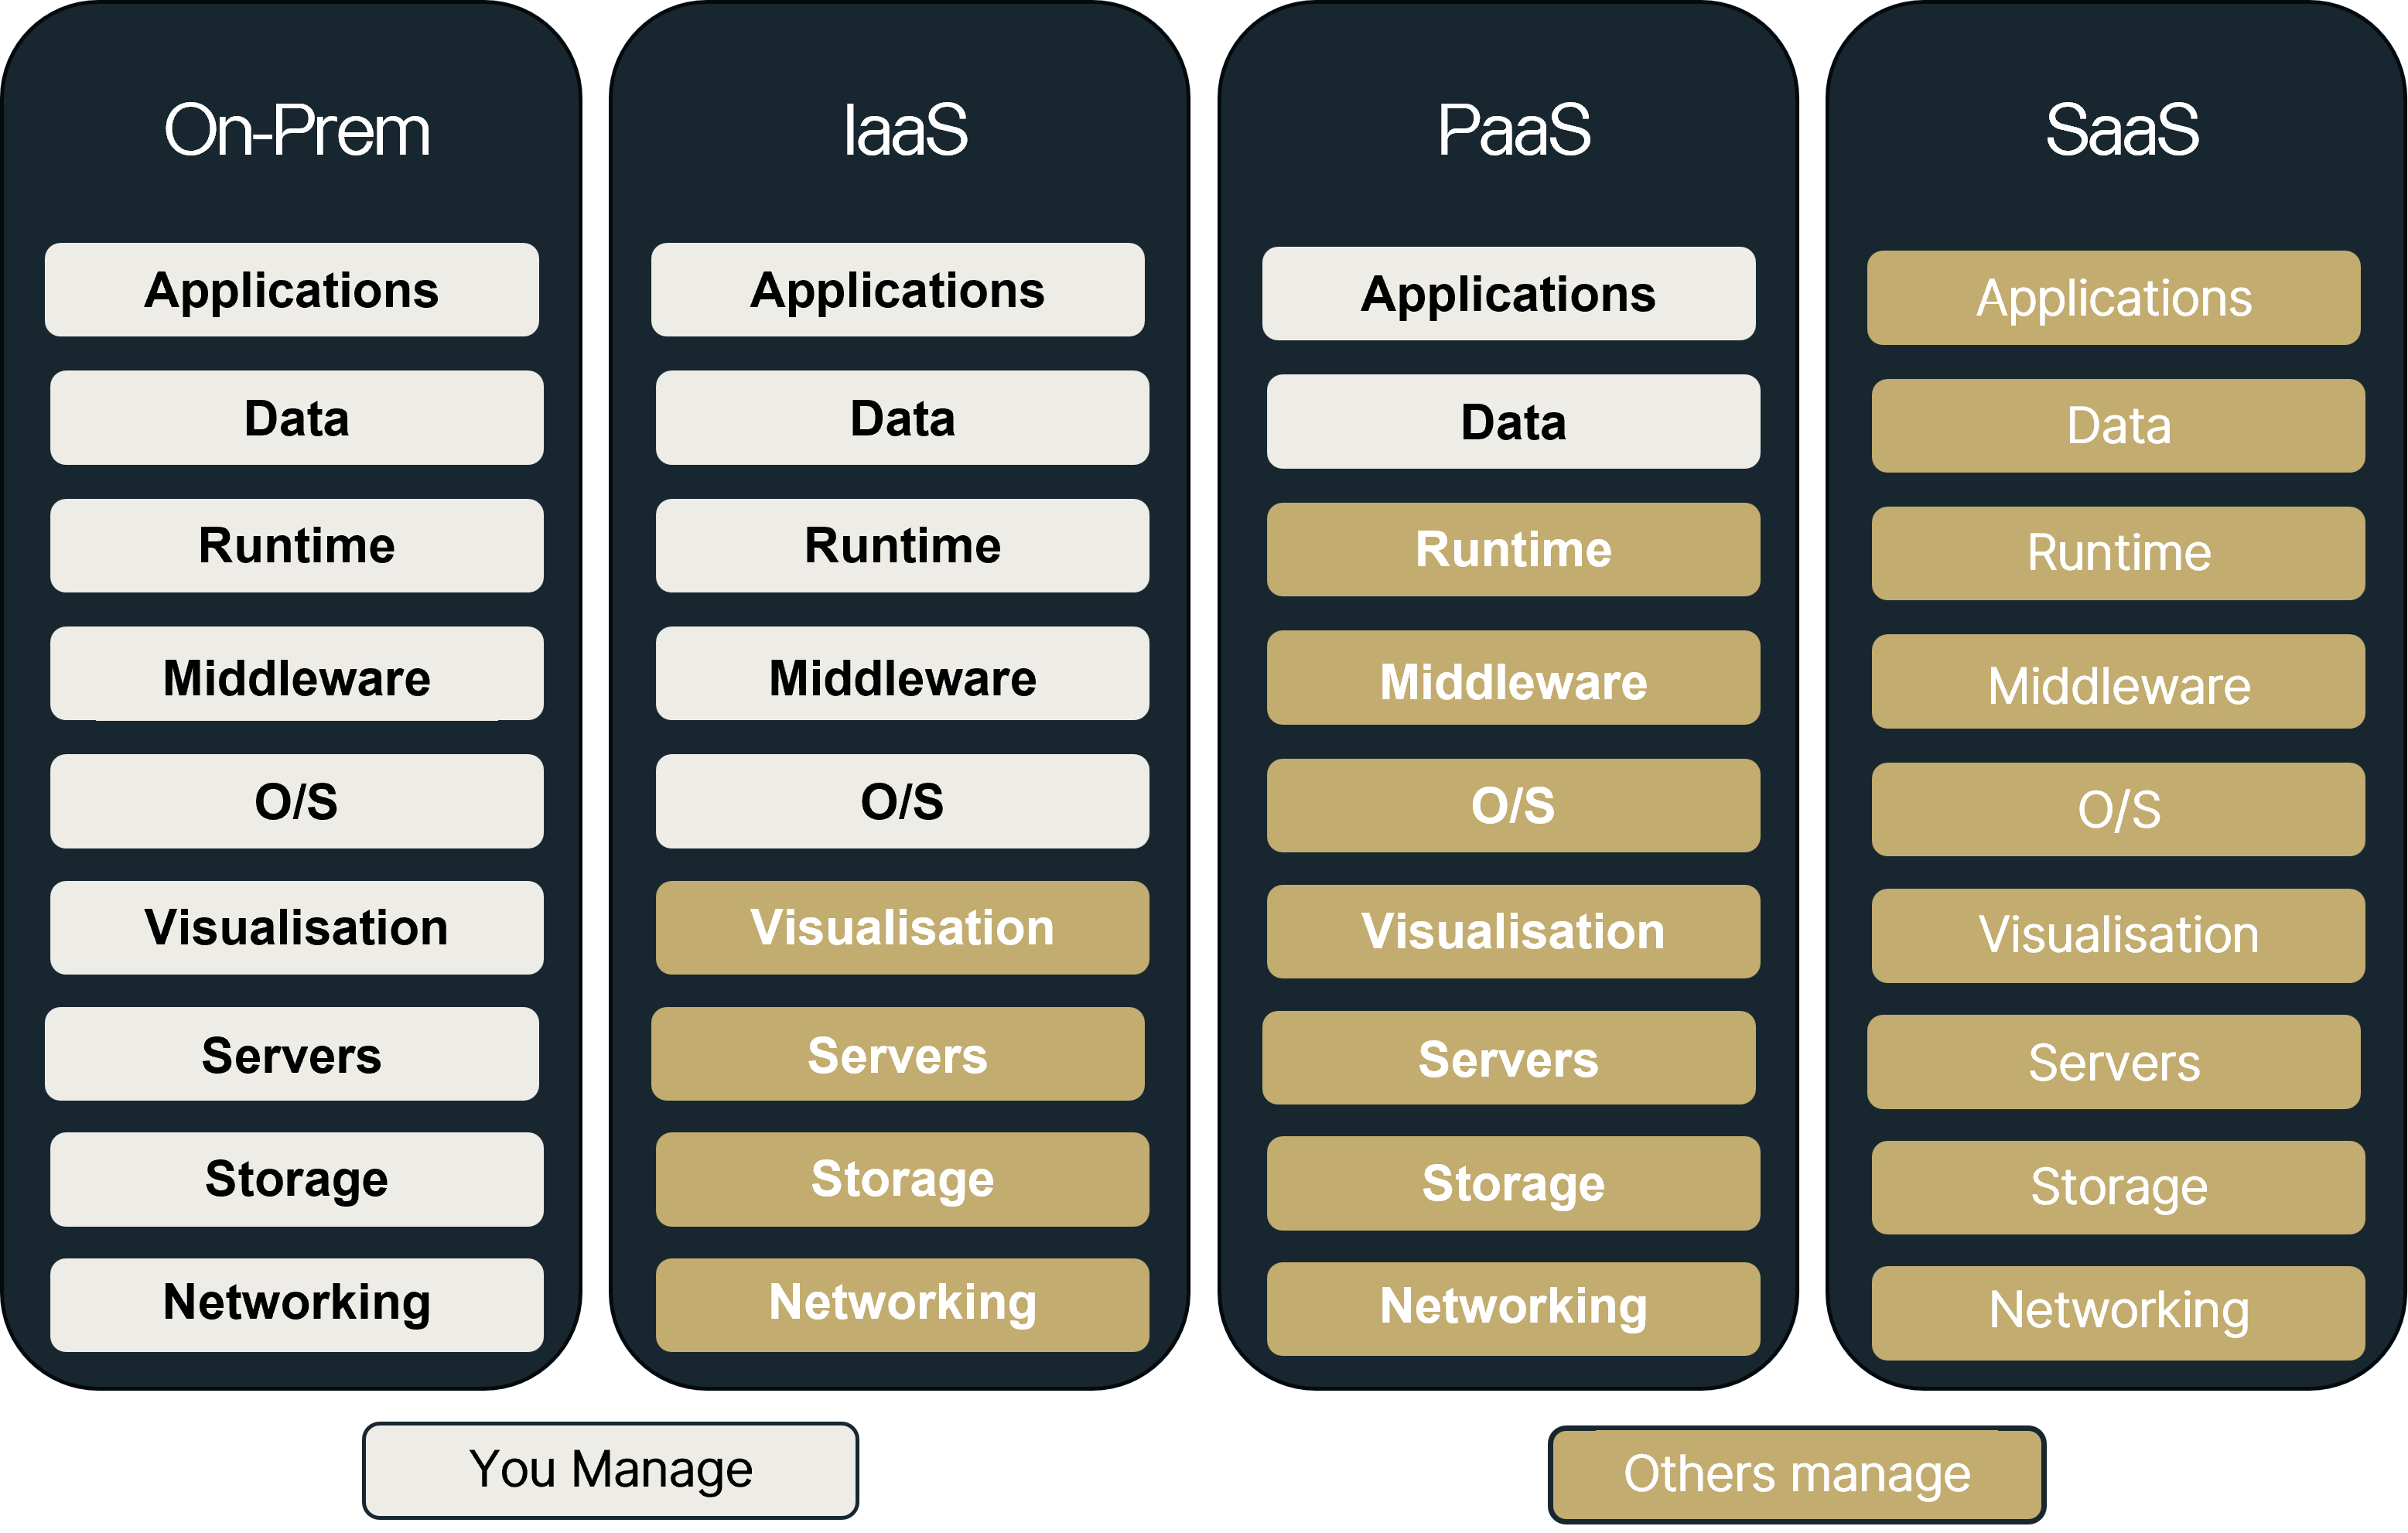 On-Prem
Applications
Data
Runtime
Middleware
O/S
Visualisation
Servers
Storage
Networking
IaaS
Applications
Data
Runtime
Middleware
O/S
Visualisation
Servers
Storage
Networking
PaaS
Applications
Data
Runtime
Middleware
O/S
Visualisation
Servers
Storage
Networking
SaaS
Applications
Data
Runtime
Middleware
O/S
Visualisation
Servers
Storage
Networking
You Manage
Others manage